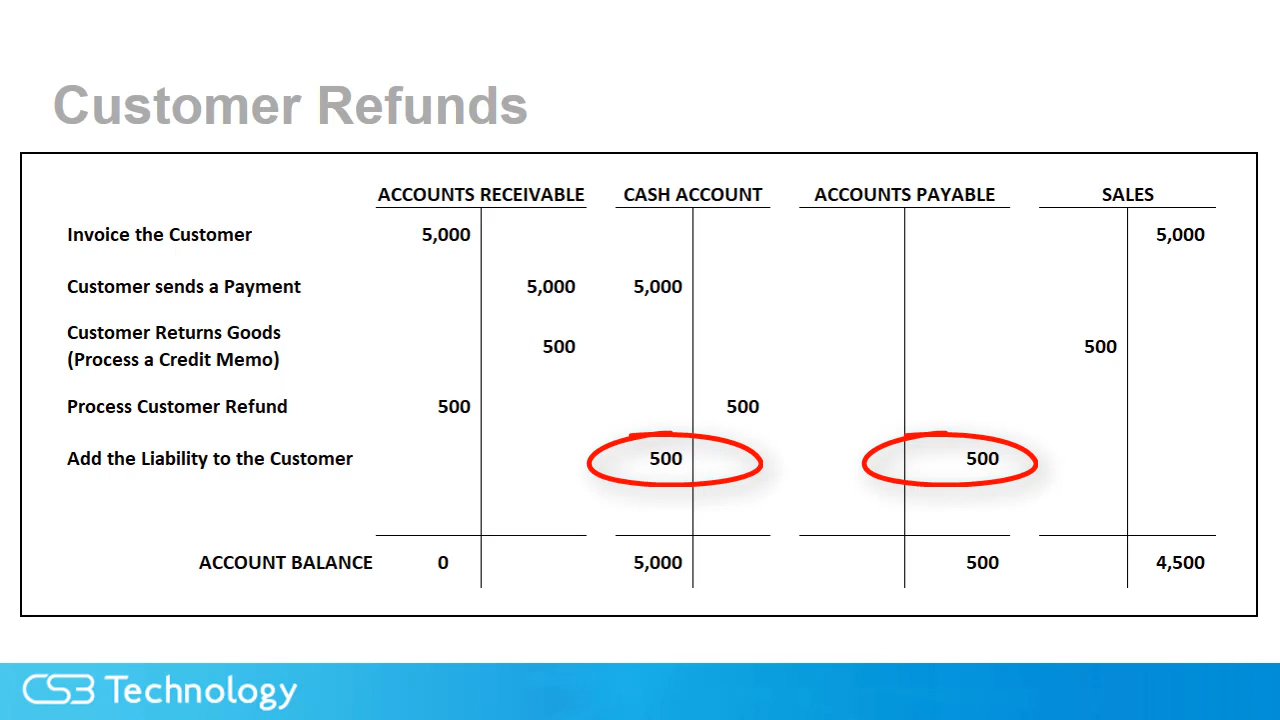 Customer Refunds
ACCOUNTS RECEIVABLE CASH ACCOUNT ACCOUNTS PAYABLE SALES
Invoice the Customer 5,000 5,000
Customer sends a Payment 5,000 5,000
Customer Returns Goods
(Process a Credit Memo) 500 500
Process Customer Refund 500 500
Add the Liability to the Customer 500 500
ACCOUNT BALANCE 0 5,000 500 4,500
CSB Technology